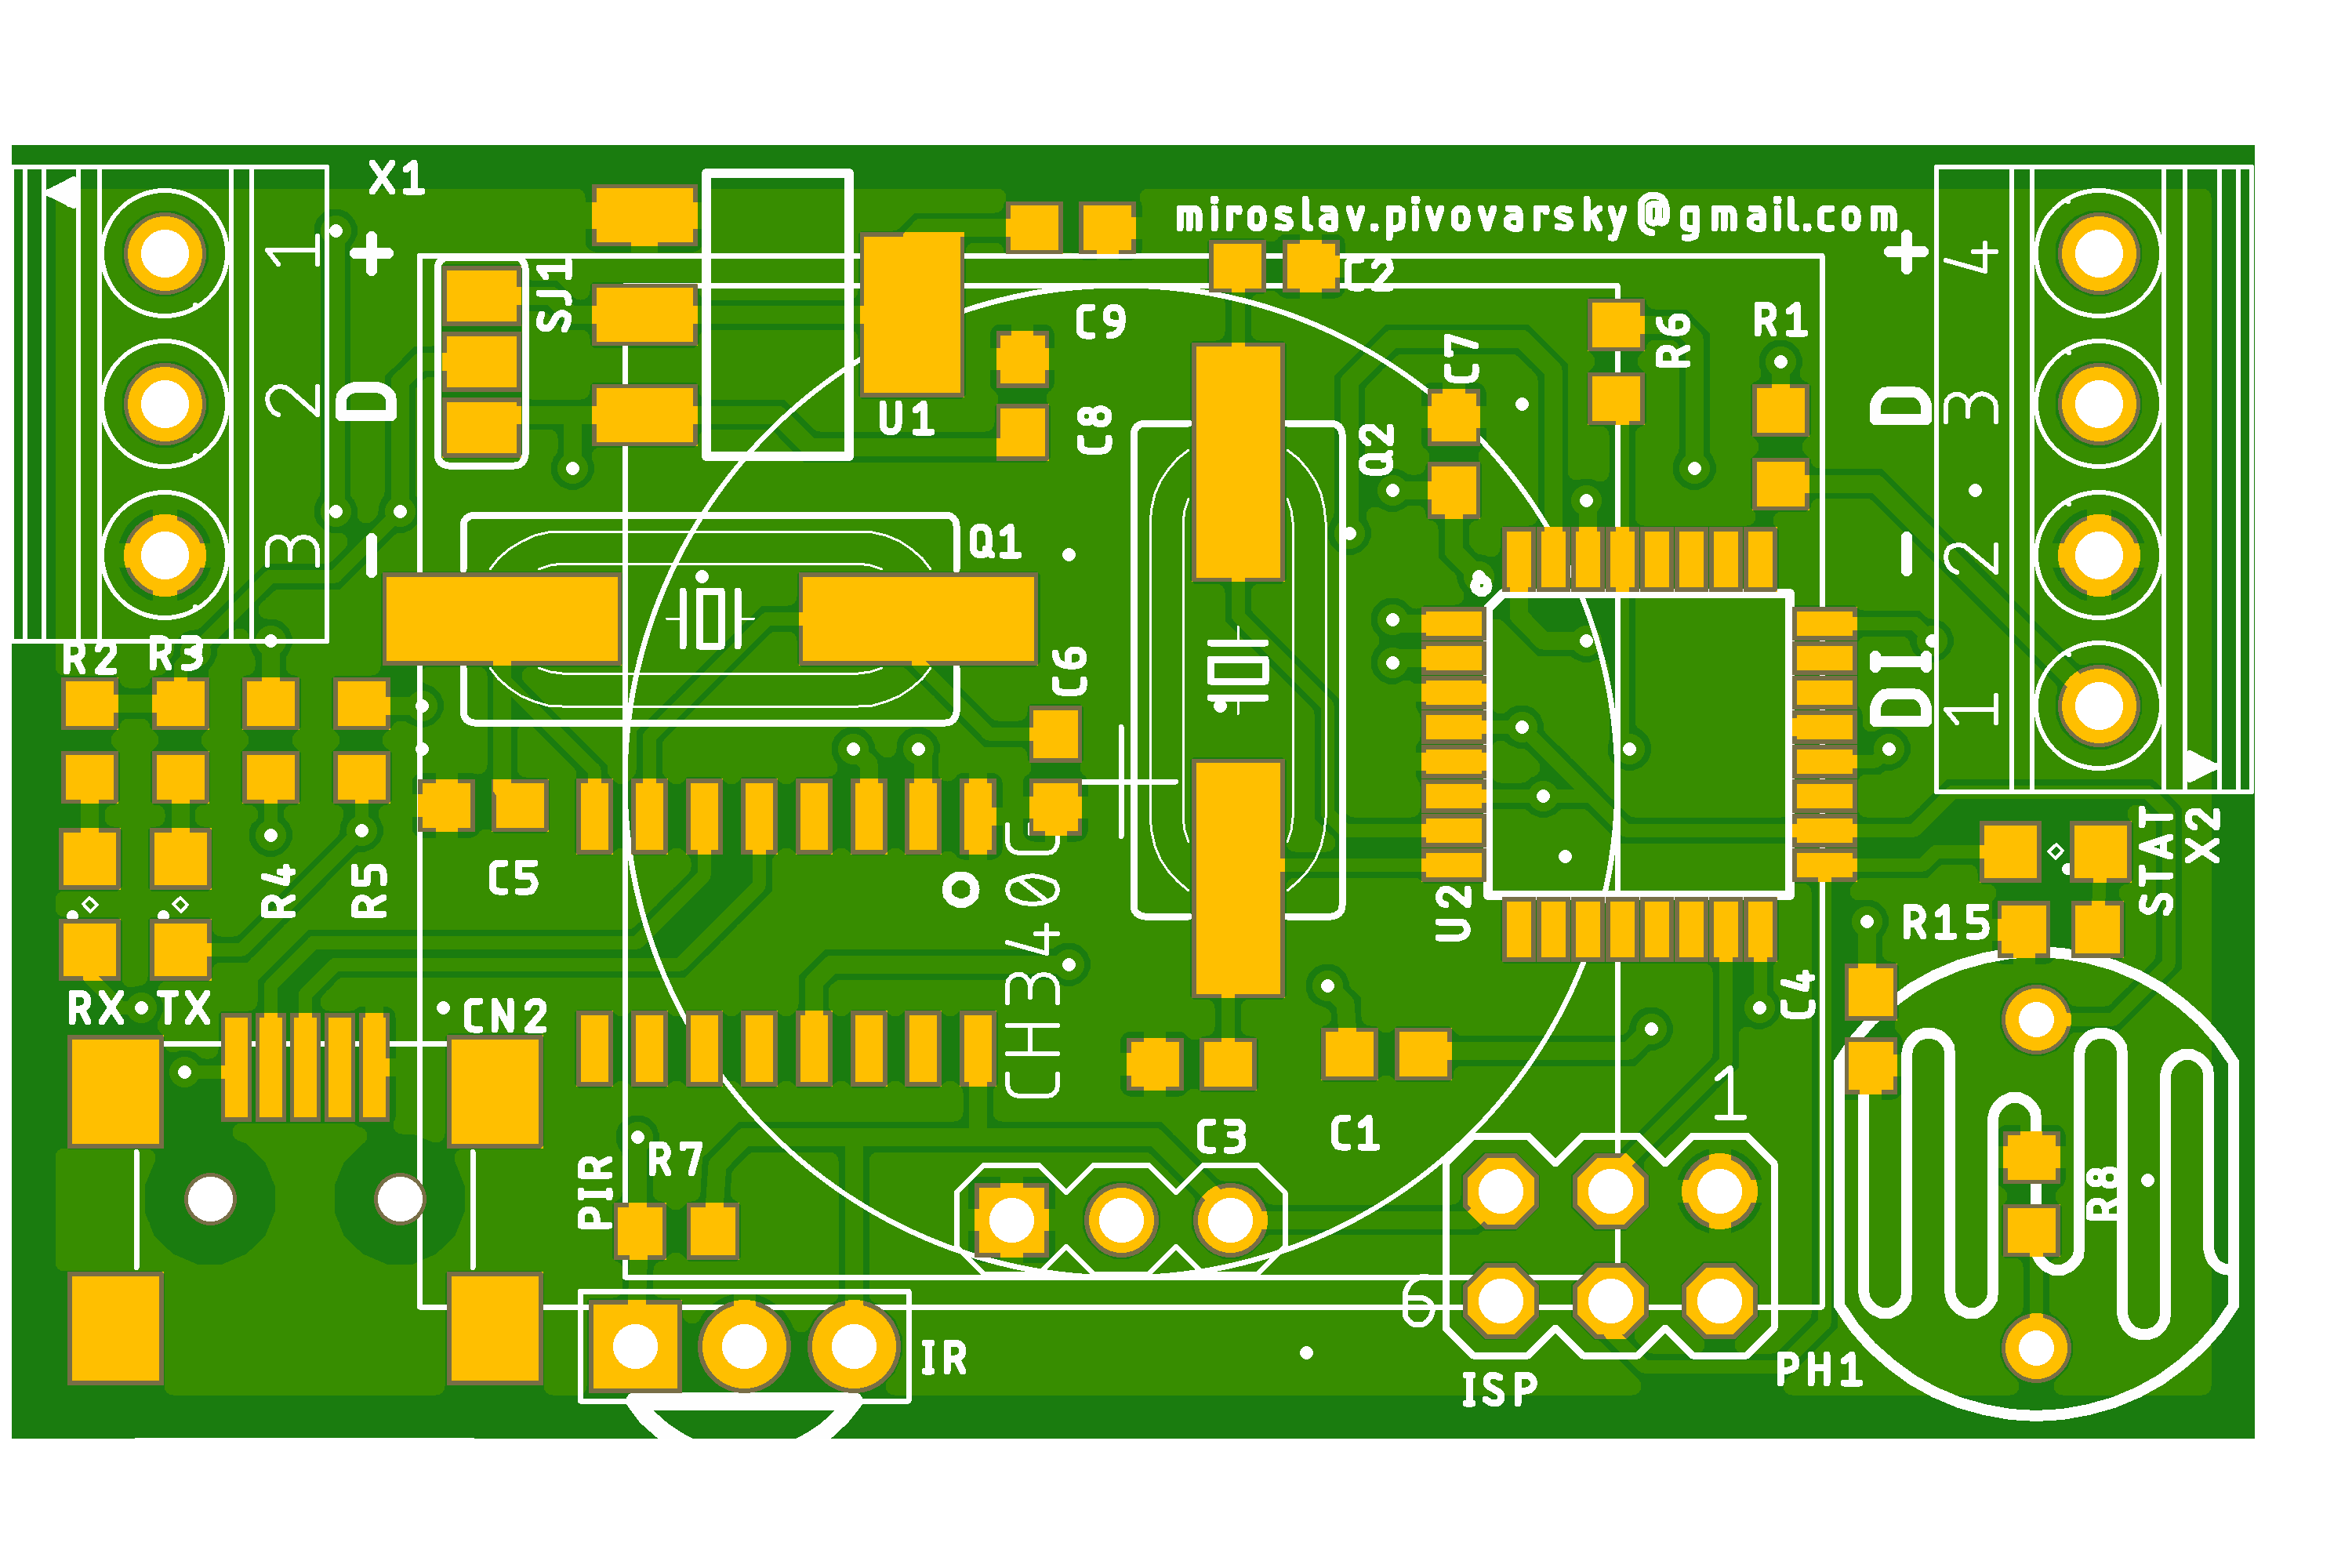 X1
miroslav.pivovarsky@gmail.com
+
1
SJ1
C2
+
4
C9
R6
R1
C7
D
2
U1
C8
Q2
D
3
-
3
Q1
-
2
R2
R3
C6
DI
1
C5
R4
R5
CH340C
U2
STAT
X2
R15
RX
TX
CN2
C4
1
C3
C1
R7
PIR
R8
6
IR
ISP
PH1